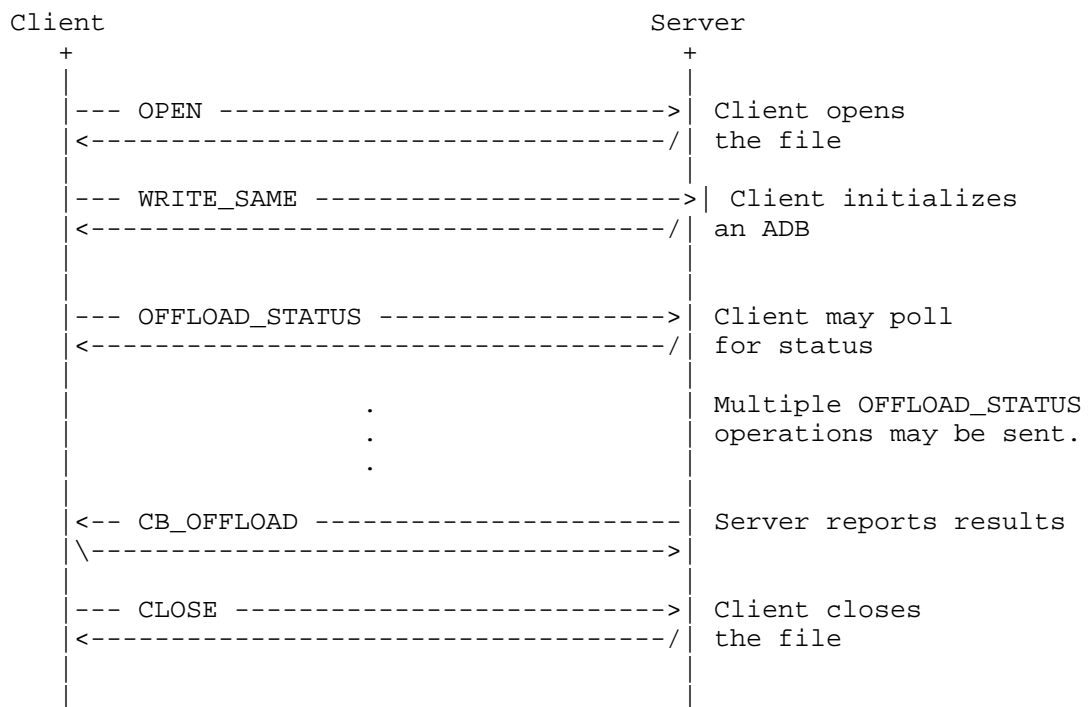 Client                                  Server
   +                                      +
   |                                      |
   |--- OPEN ---------------------------->| Client opens
   |<------------------------------------/| the file
   |                                      |
   |--- WRITE_SAME ----------------------->| Client initializes
   |<------------------------------------/| an ADB
   |                                      |
   |                                      |
   |--- OFFLOAD_STATUS ------------------>| Client may poll
   |<------------------------------------/| for status
   |                                      |
   |                  .                   | Multiple OFFLOAD_STATUS
   |                  .                   | operations may be sent.
   |                  .                   |
   |                                      |
   |<-- CB_OFFLOAD -----------------------| Server reports results
   |\------------------------------------>|
   |                                      |
   |--- CLOSE --------------------------->| Client closes
   |<------------------------------------/| the file
   |                                      |
   |                                      |